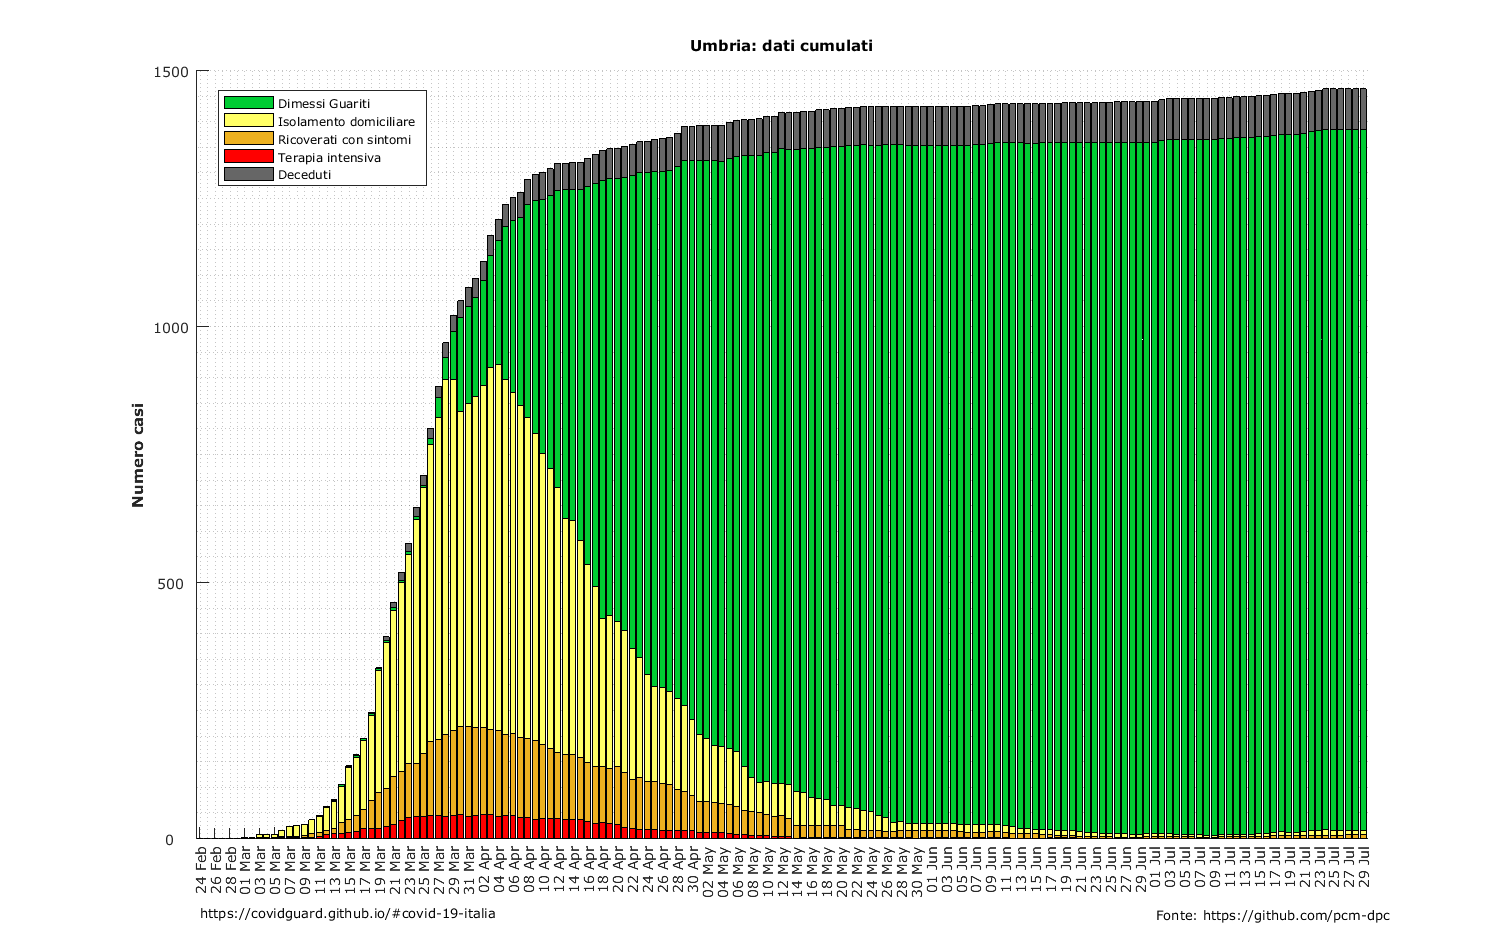 Umbria: dati cumulati
1500
1000
500
0
Numero casi
Dimessi Guariti
Isolamento domiciliare
Ricoverati con sintomi
Terapia intensiva
Deceduti
24 Feb
26 Feb
28 Feb
01 Mar
03 Mar
05 Mar
07 Mar
09 Mar
11 Mar
13 Mar
15 Mar
17 Mar
19 Mar
21 Mar
23 Mar
25 Mar
27 Mar
29 Mar
31 Mar
02 Apr
04 Apr
06 Apr
08 Apr
10 Apr
12 Apr
14 Apr
16 Apr
18 Apr
20 Apr
22 Apr
24 Apr
26 Apr
28 Apr
30 Apr
02 May
04 May
06 May
08 May
10 May
12 May
14 May
16 May
18 May
20 May
22 May
24 May
26 May
28 May
30 May
01 Jun
03 Jun
05 Jun
07 Jun
09 Jun
11 Jun
13 Jun
15 Jun
17 Jun
19 Jun
21 Jun
23 Jun
25 Jun
27 Jun
29 Jun
01 Jul
03 Jul
05 Jul
07 Jul
09 Jul
11 Jul
13 Jul
15 Jul
17 Jul
19 Jul
21 Jul
23 Jul
25 Jul
27 Jul
29 Jul
https://covidguard.github.io/#covid-19-italia
Fonte: https://github.com/pcm-dpc